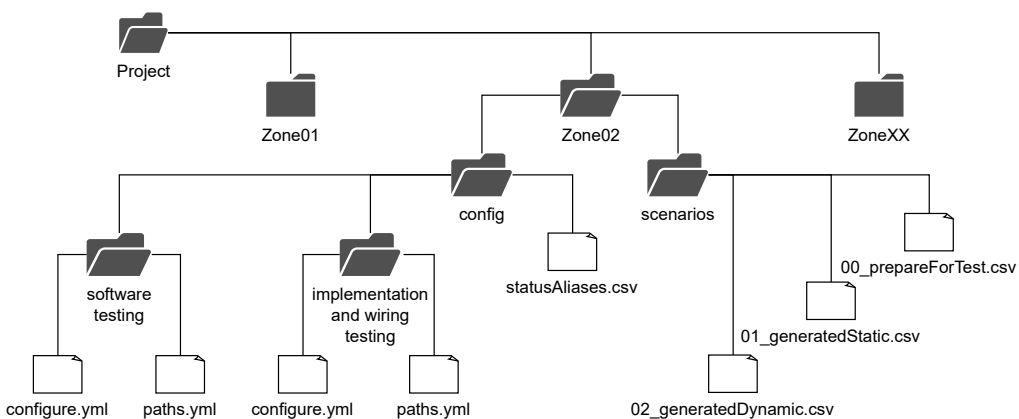 Project
Zone01
Zone02
ZoneXX
config
scenarios
software
testing
implementation
and wiring
testing
statusAliases.csv
00_prepareForTest.csv
01_generatedStatic.csv
02_generatedDynamic.csv
configure.yml
paths.yml
configure.yml
paths.yml